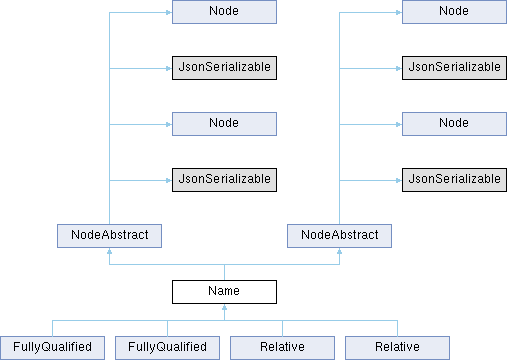 Node Node
JsonSerializable JsonSerializable
Node Node
JsonSerializable JsonSerializable
NodeAbstract NodeAbstract
Name
FullyQualified FullyQualified Relative Relative